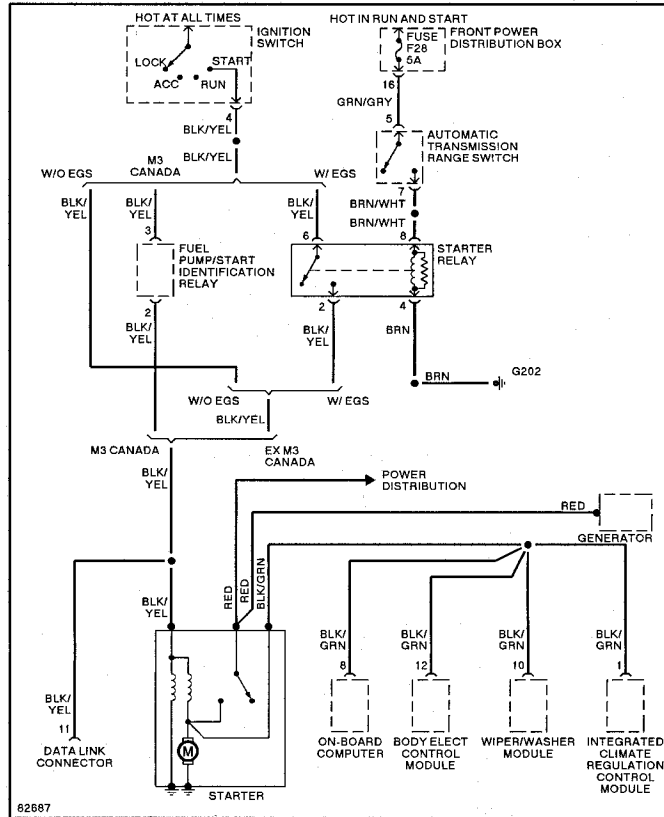 HOT AT ALL TIMES
IGNITION
SWITCH
LOCK
START
ACC
RUN
4
BLK/YEL
BLK/YEL
HOT IN RUN AND START
FUSE
F28
5A
FRONT POWER
DISTRIBUTION BOX
16
GRN/GRY
5
AUTOMATIC
TRANSMISSION
RANGE SWITCH
7
BRN/WHT
BRN/WHT
W/O EGS
M3
CANADA
W/ EGS
BLK/
YEL
BLK/
YEL
BLK/
YEL
3
6
8
FUEL
PUMP/START
IDENTIFICATION
RELAY
STARTER
RELAY
2
2
4
BLK/
YEL
BLK/
YEL
BRN
BRN
G202
W/O EGS
W/ EGS
BLK/YEL
M3 CANADA
EX M3
CANADA
BLK/
YEL
POWER
DISTRIBUTION
RED
GENERATOR
BLK/
YEL
RED
RED
BLK/GRN
BLK/
YEL
11
DATA LINK
CONNECTOR
M
STARTER
BLK/
GRN
8
BLK/
GRN
12
BLK/
GRN
10
BLK/
GRN
1
ON-BOARD
COMPUTER
BODY ELECT
CONTROL
MODULE
WIPER/WASHER
MODULE
INTEGRATED
CLIMATE
REGULATION
CONTROL
MODULE
82687